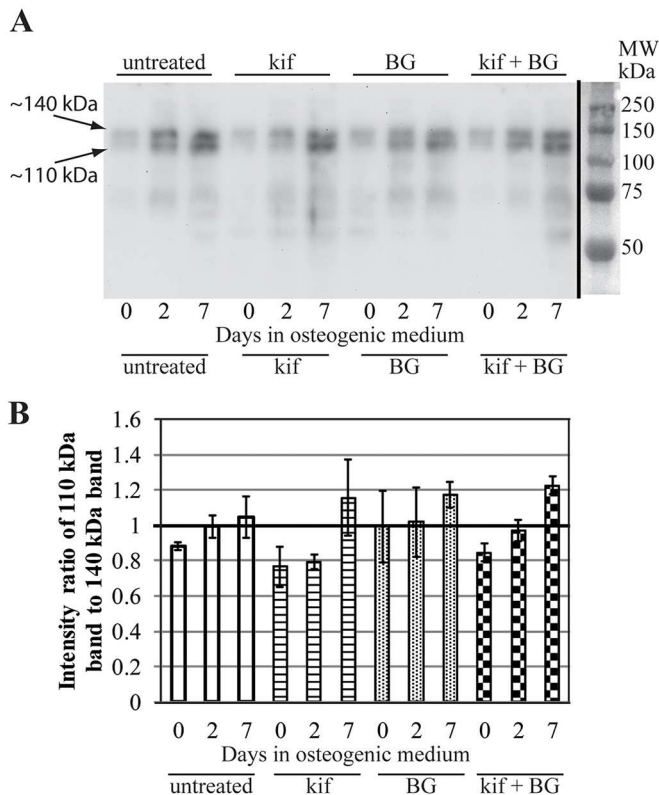 A
untreated kif BG kif + BG MW kDa
~140 kDa
~110 kDa
250
150
100
75
50
0 2 7 0 2 7 0 2 7 0 2 7
Days in osteogenic medium
untreated kif BG kif + BG
B
Intensity ratio of 110 kDa
band to 140 kDa band
1.6
1.4
1.2
1
0.8
0.6
0.4
0.2
0
0 2 7 0 2 7 0 2 7 0 2 7
Days in osteogenic medium
untreated kif BG kif + BG